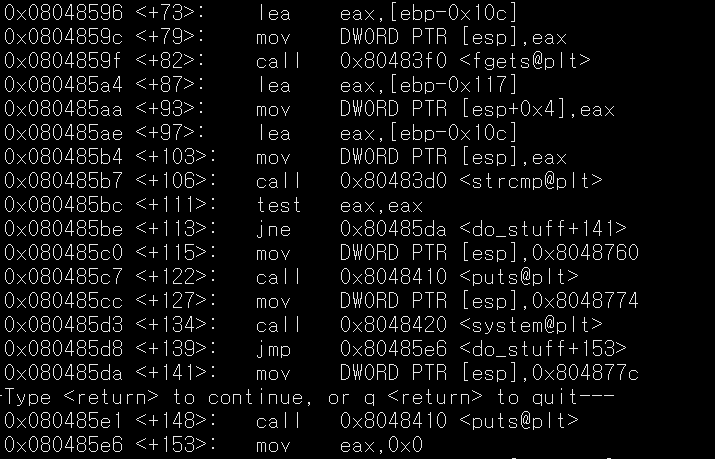 0x08048596 <+73>: lea eax,[ebp-0x10c]
0x0804859c <+79>: mov DWORD PTR [esp],eax
0x0804859f <+82>: call 0x80483f0 <fgets@plt>
0x080485a4 <+87>: lea eax,[ebp-0x117]
0x080485aa <+93>: mov DWORD PTR [esp+0x4],eax
0x080485ae <+97>: lea eax,[ebp-0x10c]
0x080485b4 <+103>: mov DWORD PTR [esp],eax
0x080485b7 <+106>: call 0x80483d0 <strcmp@plt>
0x080485bc <+111>: test eax,eax
0x080485be <+113>: jne 0x80485da <do_stuff+141>
0x080485c0 <+115>: mov DWORD PTR [esp],0x8048760
0x080485c7 <+122>: call 0x8048410 <puts@plt>
0x080485cc <+127>: mov DWORD PTR [esp],0x8048774
0x080485d3 <+134>: call 0x8048420 <system@plt>
0x080485d8 <+139>: jmp 0x80485e6 <do_stuff+153>
0x080485da <+141>: mov DWORD PTR [esp],0x804877c
-Type <return> to continue, or q <return> to quit---
0x080485e1 <+148>: call 0x8048410 <puts@plt>
0x080485e6 <+153>: mov eax,0x0